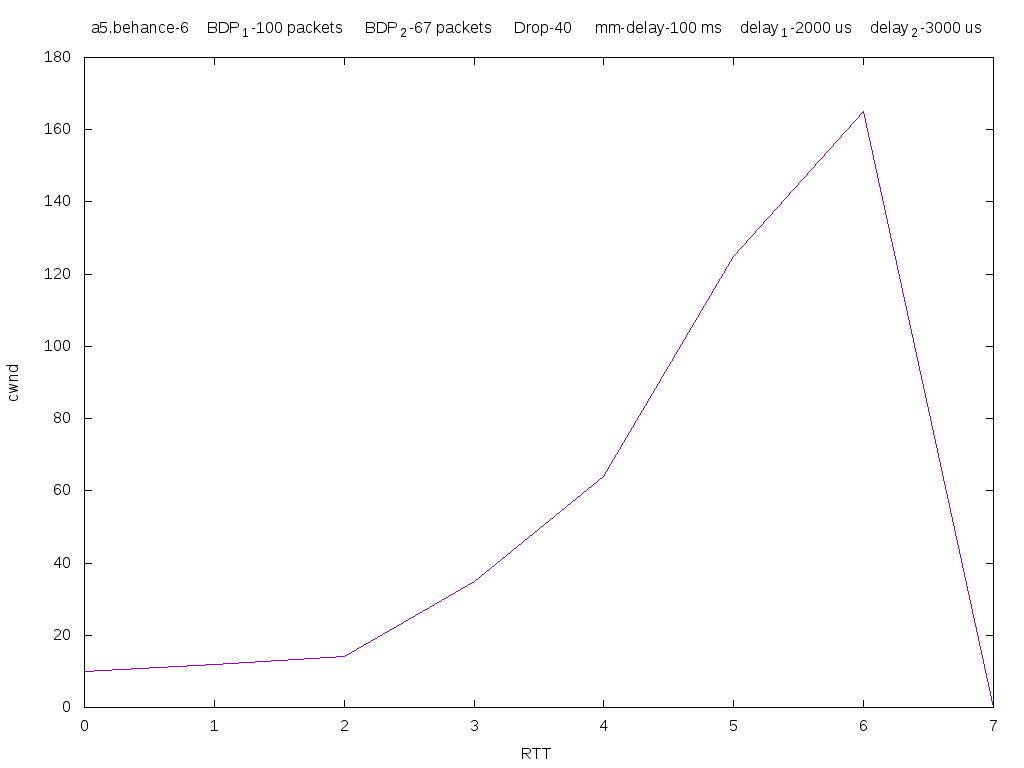 a5.behance-6 BDP1-100 packets BDP2-67 packets Drop-40 mm-delay-100 ms delay1-2000 us delay2-3000 us
180
160
140
120
100
80
60
40
20
0
cwnd
0 1 2 3 4 5 6 7
RTT